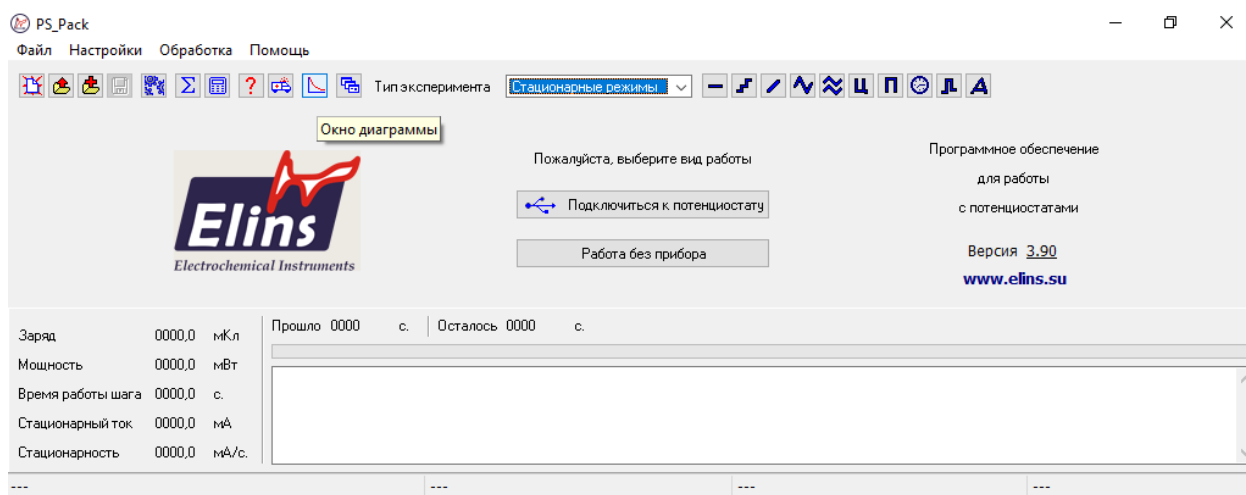 PS_Pack
Файл Настройки Обработка Помощь
Тип эксперимента Стационарные режимы
Окно диаграммы
Elins
Electrochemical Instruments
Пожалуйста, выберите вид работы
Подключиться к потенциостату
Работа без прибора
Программное обеспечение
для работы
с потенциостатами
Версия 3.90
www.elins.su
Заряд 0000,0 мКл
Мощность 0000,0 мВт
Время работы шага 0000,0 с.
Стационарный ток 0000,0 мА
Стационарность 0000,0 мА/с.
Прошло 0000 с. Осталось 0000 с.
--- --- --- ---